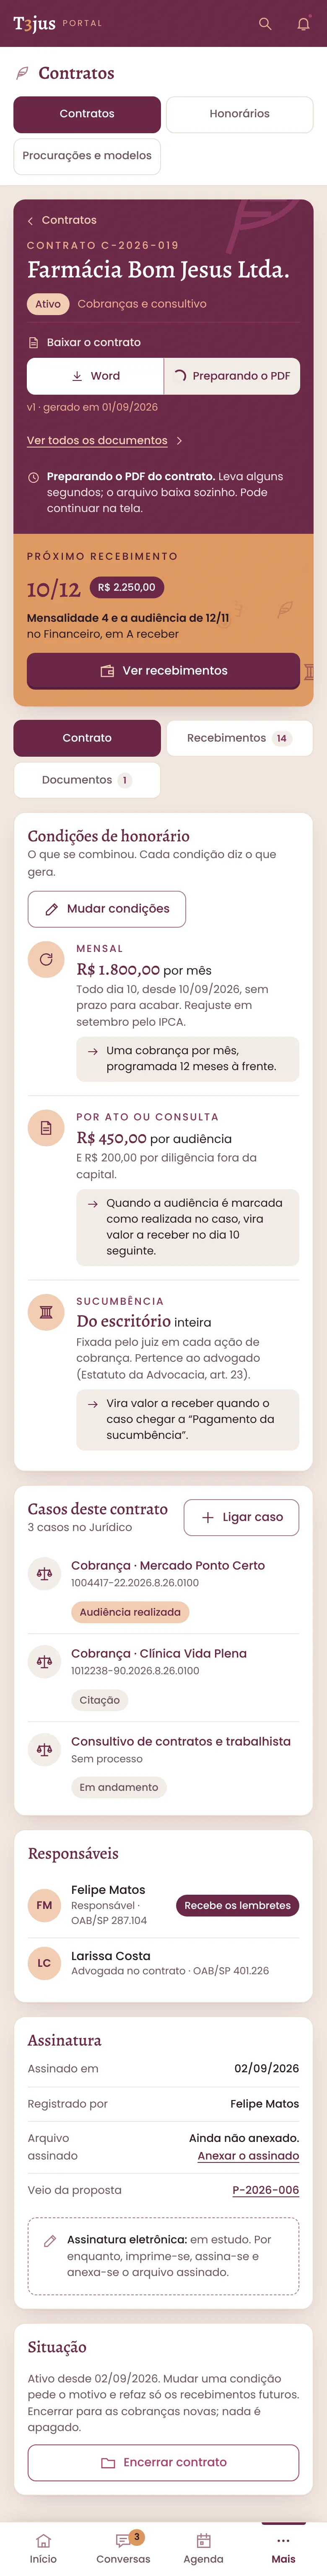 T3jus PORTAL
Contratos
Contratos
Honorários
Procurações e modelos
Contratos
CONTRATO C-2026-019
Farmácia Bom Jesus Ltda.
Ativo
Cobranças e consultivo
Baixar o contrato
Word
Preparando o PDF
v1 · gerado em 01/09/2026
Ver todos os documentos
Preparando o PDF do contrato. Leva alguns
segundos; o arquivo baixa sozinho. Pode
continuar na tela.
PRÓXIMO RECEBIMENTO
10/12
R$ 2.250,00
Mensalidade 4 e a audiência de 12/11
no Financeiro, em A receber
Ver recebimentos
Contrato
Recebimentos 14
Documentos 1
Condições de honorário
O que se combinou. Cada condição diz o que
gera.
Mudar condições
MENSAL
R$ 1.800,00 por mês
Todo dia 10, desde 10/09/2026, sem
prazo para acabar. Reajuste em
setembro pelo IPCA.
Uma cobrança por mês,
programada 12 meses à frente.
POR ATO OU CONSULTA
R$ 450,00 por audiência
E R$ 200,00 por diligência fora da
capital.
Quando a audiência é marcada
como realizada no caso, vira
valor a receber no dia 10
seguinte.
SUCUMBÊNCIA
Do escritório inteira
Fixada pelo juiz em cada ação de
cobrança. Pertence ao advogado
(Estatuto da Advocacia, art. 23).
Vira valor a receber quando o
caso chegar a “Pagamento da
sucumbência”.
Casos deste contrato
3 casos no Jurídico
Ligar caso
Cobrança · Mercado Ponto Certo
1004417-22.2026.8.26.0100
Audiência realizada
Cobrança · Clínica Vida Plena
1012238-90.2026.8.26.0100
Citação
Consultivo de contratos e trabalhista
Sem processo
Em andamento
Responsáveis
FM
Felipe Matos
Responsável ·
OAB/SP 287.104
Recebe os lembretes
LC
Larissa Costa
Advogada no contrato · OAB/SP 401.226
Assinatura
Assinado em
02/09/2026
Registrado por
Felipe Matos
Arquivo
assinado
Ainda não anexado.
Anexar o assinado
Veio da proposta
P-2026-006
Assinatura eletrônica: em estudo. Por
enquanto, imprime-se, assina-se e
anexa-se o arquivo assinado.
Situação
Ativo desde 02/09/2026. Mudar uma condição
pede o motivo e refaz só os recebimentos futuros.
Encerrar para as cobranças novas; nada é
apagado.
Encerrar contrato
3
Início
Conversas
Agenda
Mais